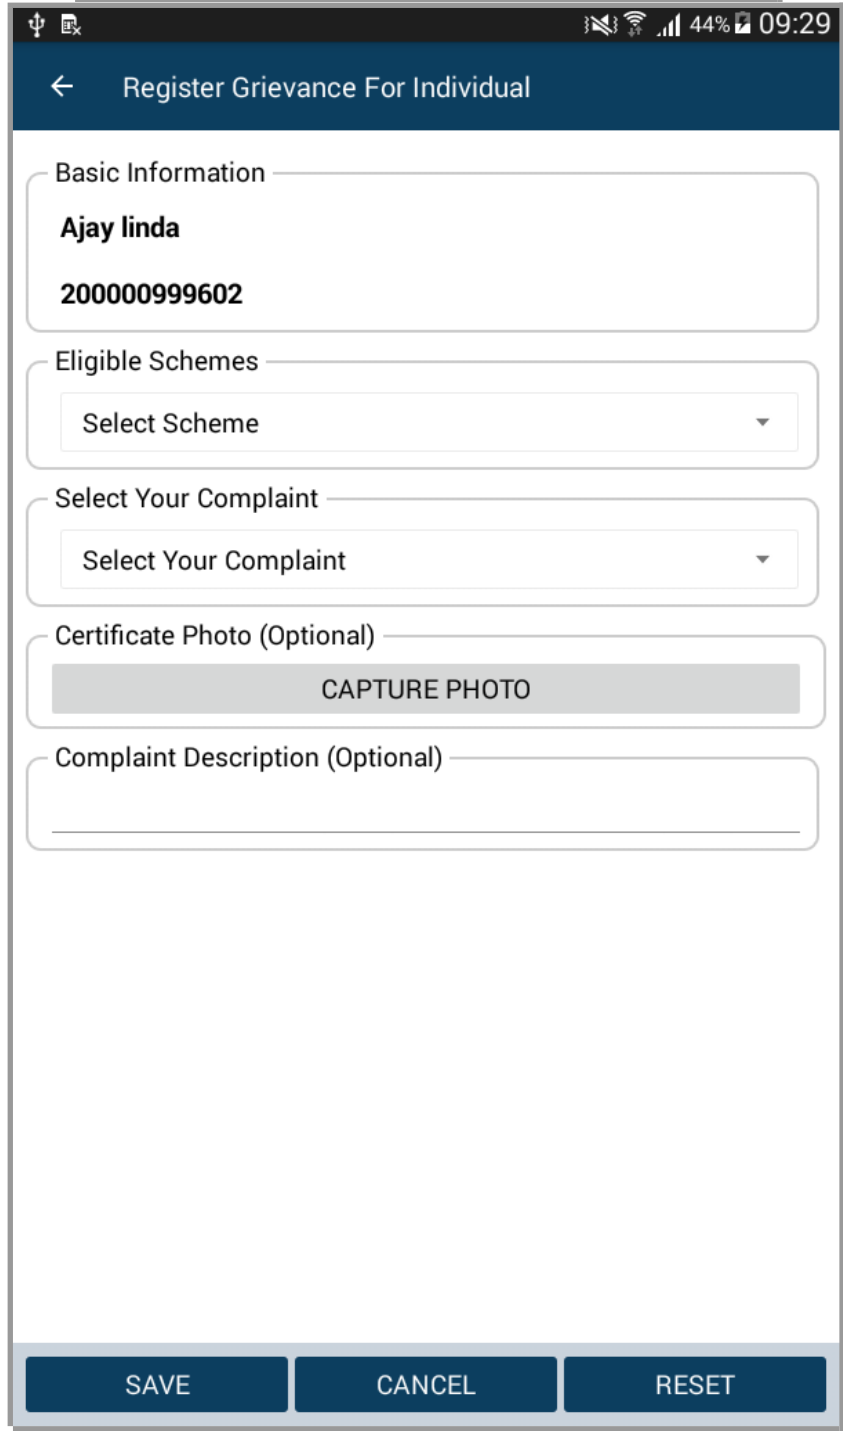 44% 09:29
Register Grievance For Individual
Basic Information
Ajay linda
200000999602
Eligible Schemes
Select Scheme
Select Your Complaint
Select Your Complaint
Certificate Photo (Optional)
CAPTURE PHOTO
Complaint Description (Optional)
SAVE CANCEL RESET